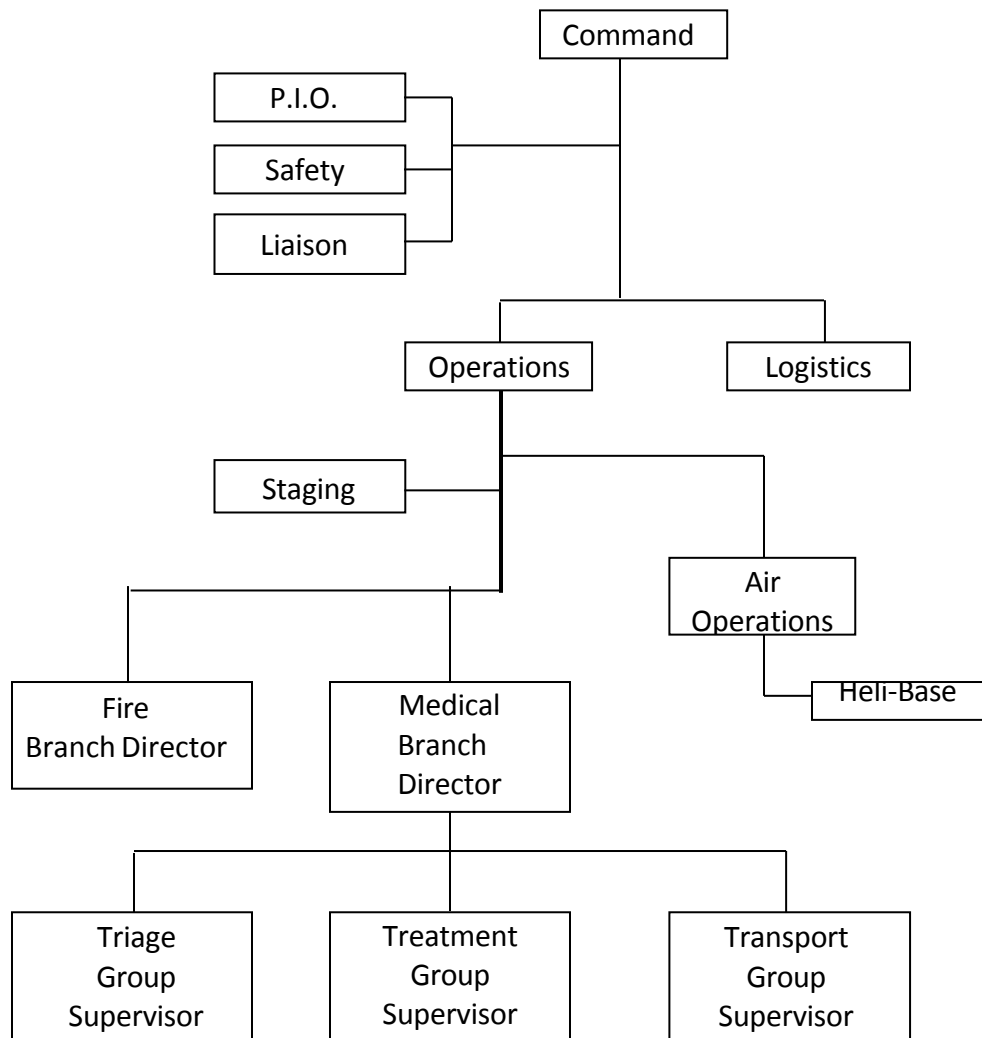 Command
P.I.O.
Safety
Liaison
Operations
Logistics
Staging
Air
Operations
Heli-Base
Fire
Branch Director
Medical
Branch
Director
Triage
Group
Supervisor
Treatment
Group
Supervisor
Transport
Group
Supervisor